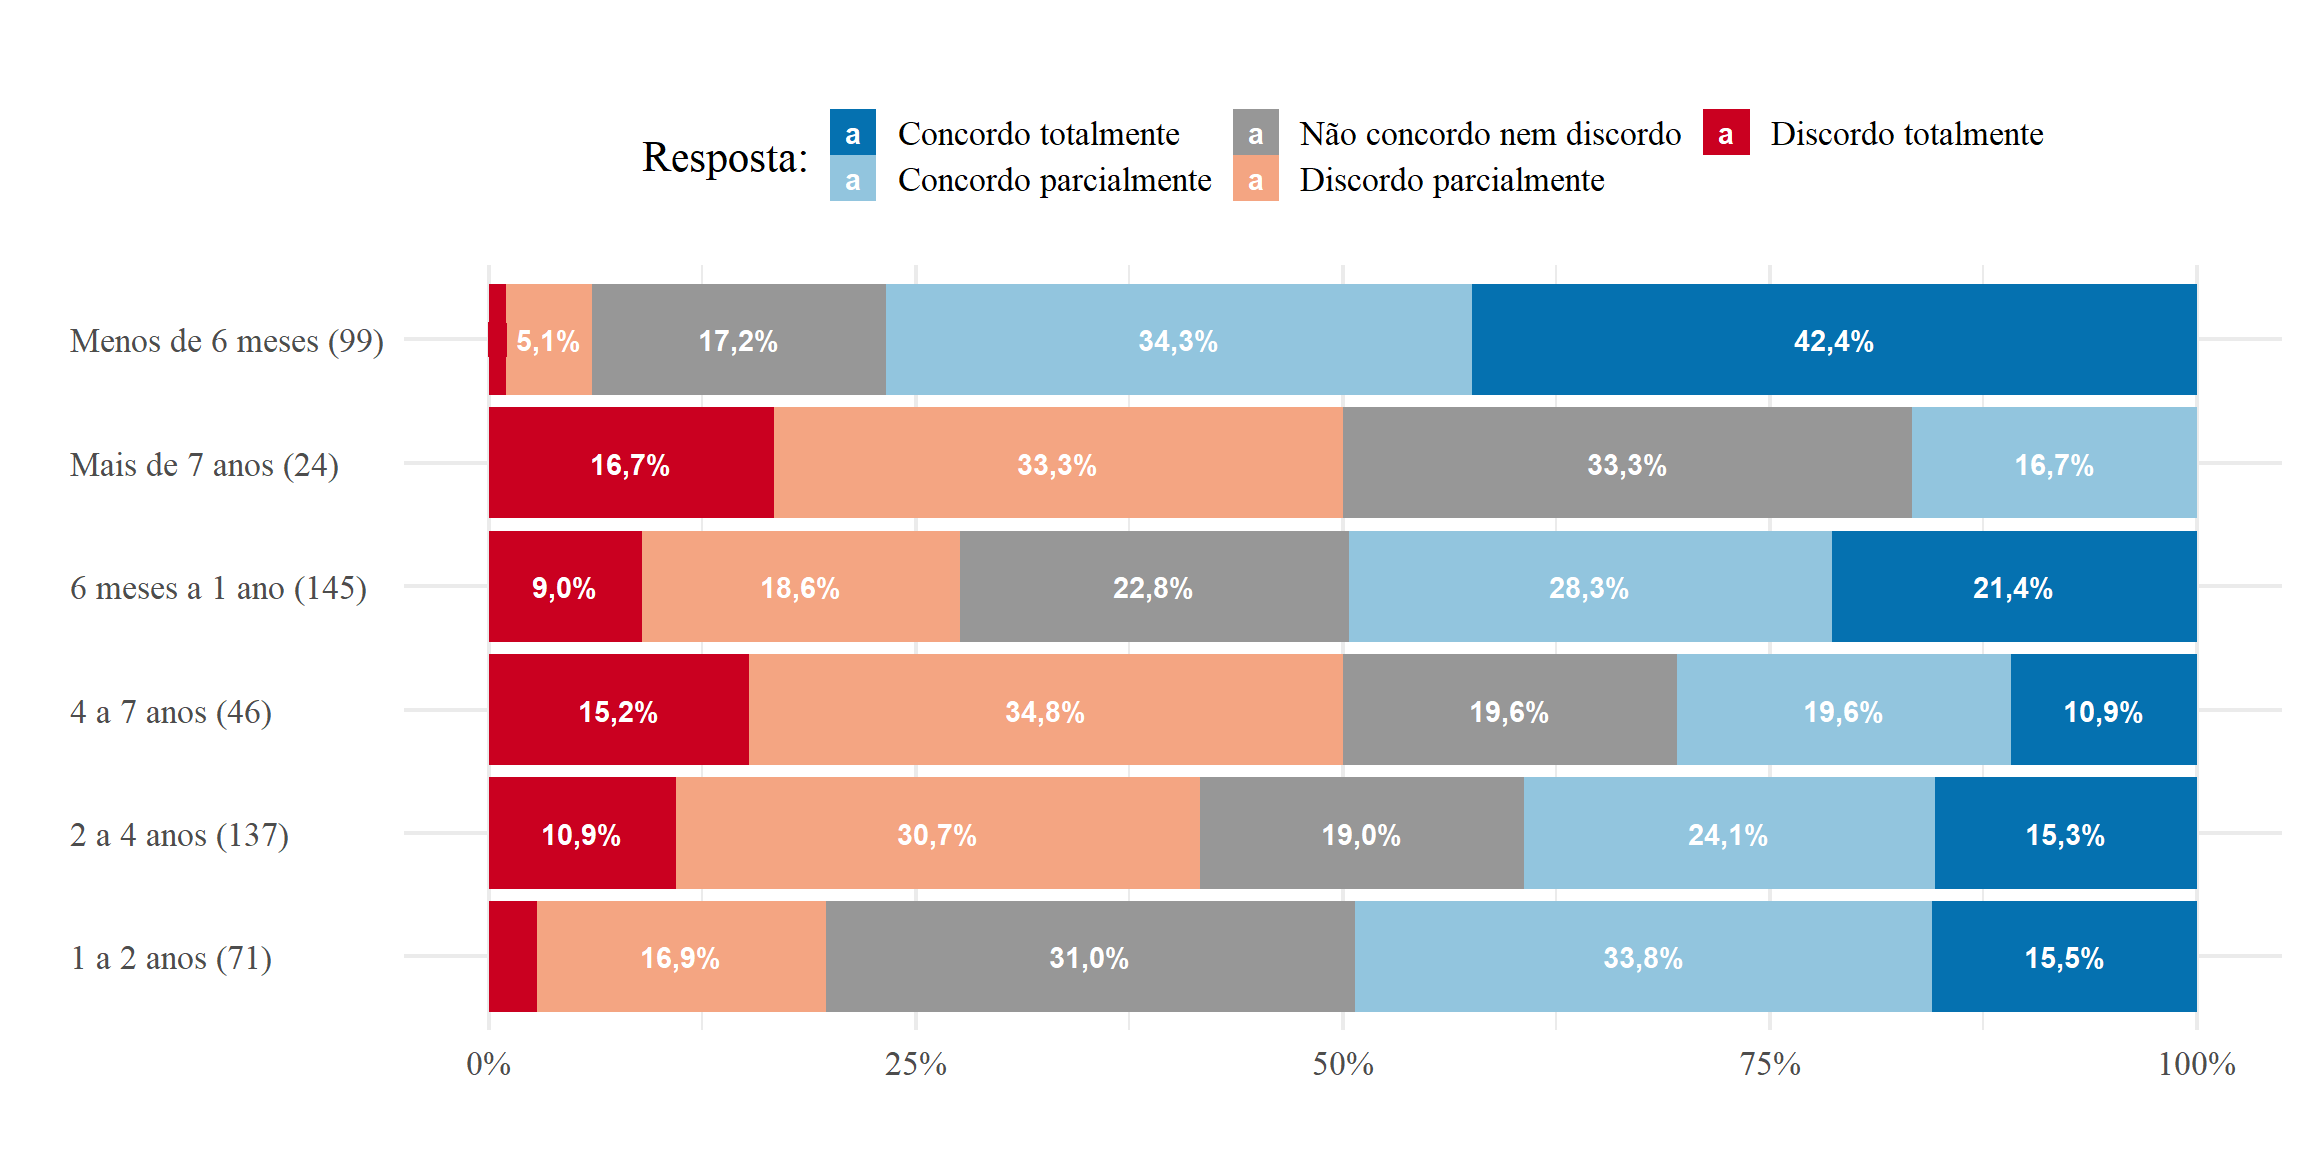 Resposta:
a Concordo totalmente
a Concordo parcialmente
a Não concordo nem discordo
a Discordo parcialmente
a Discordo totalmente
Menos de 6 meses (99) 5,1% 17,2% 34,3% 42,4%
Mais de 7 anos (24) 16,7% 33,3% 33,3% 16,7%
6 meses a 1 ano (145) 9,0% 18,6% 22,8% 28,3% 21,4%
4 a 7 anos (46) 15,2% 34,8% 19,6% 19,6% 10,9%
2 a 4 anos (137) 10,9% 30,7% 19,0% 24,1% 15,3%
1 a 2 anos (71) 16,9% 31,0% 33,8% 15,5%
0% 25% 50% 75% 100%